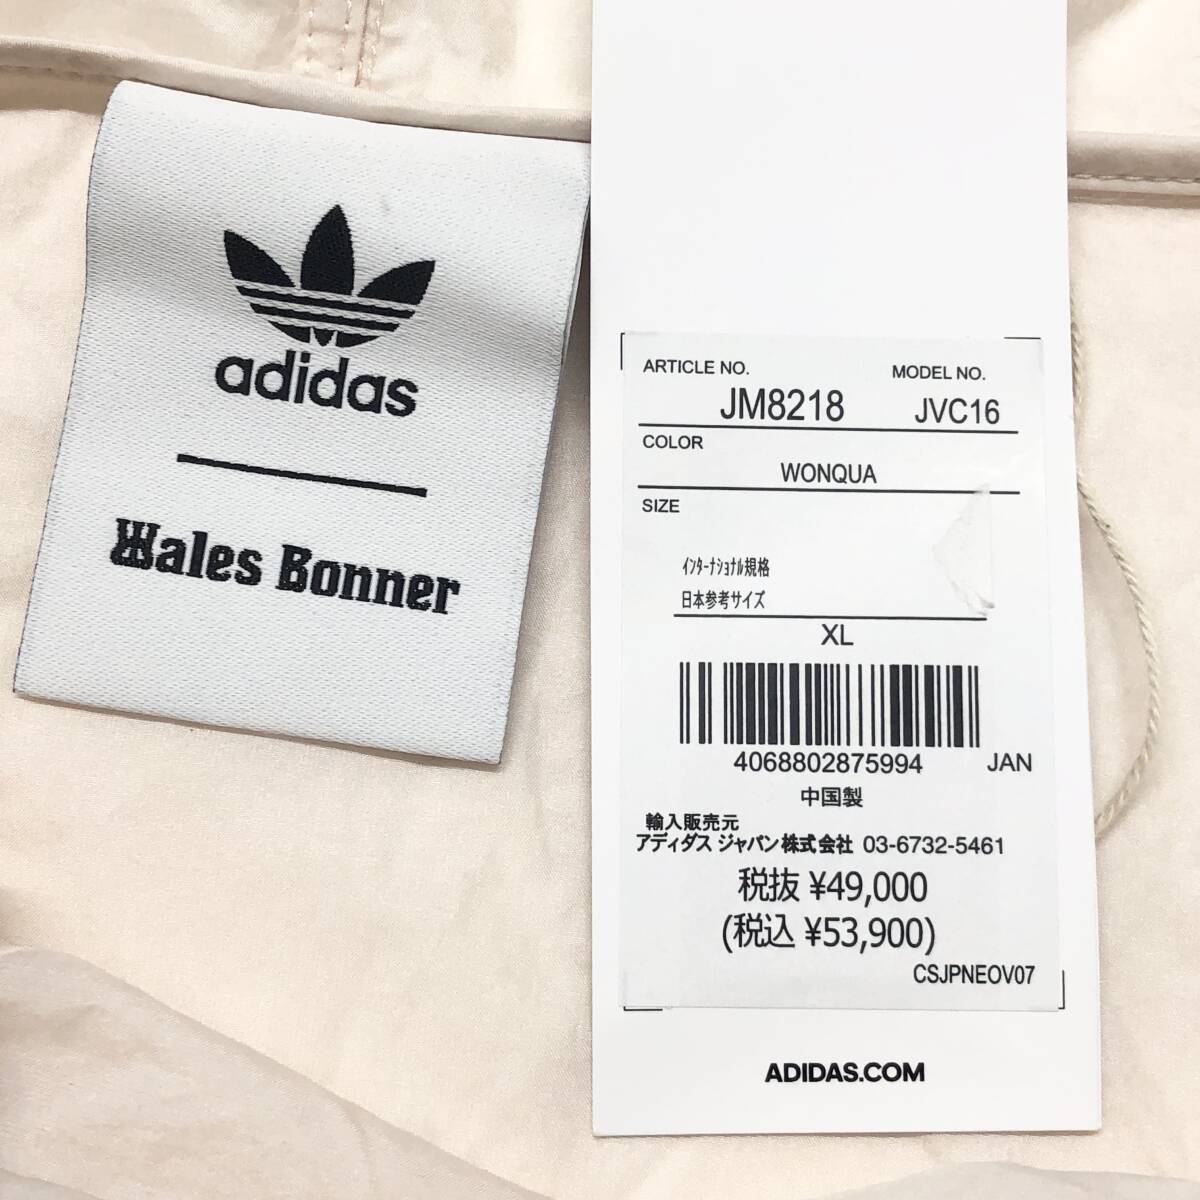 adidas
Wales Bonner
ARTICLE NO. MODEL NO.
JM8218 JVC16
COLOR
WONQUA
SIZE
インターナショナル規格
日本参考サイズ
XL
4068802875994 JAN
中国製
輸入販売元
アディダス ジャパン株式会社 03-6732-5461
税抜 ¥49,000
(税込 ¥53,900)
CSJPNEOV07
ADIDAS.COM